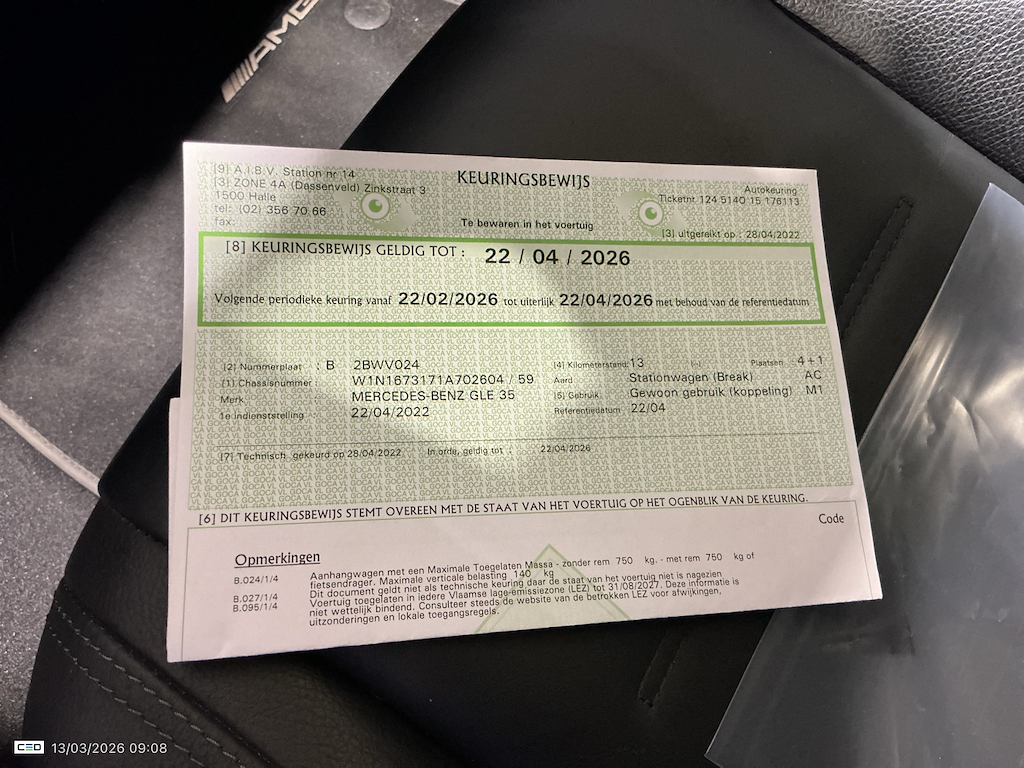 AMG
[9] A.I.B.V. Station nr 14
[3] ZONE 4A (Dassenveld) Zinkstraat 3
1500 Halle
tel: (02) 356 70 66
fax:
KEURINGSBEWIJS
Te bewaren in het voertuig
Autokeuring
Ticketnr 124 5140 15 176113
[3] uitgereikt op : 28/04/2022
[8] KEURINGSBEWIJS GELDIG TOT : 22 / 04 / 2026
Volgende periodieke keuring vanaf 22/02/2026 tot uiterlijk 22/04/2026 met behoud van de referentiedatum
[2] Nummerplaat : B 2BWV024
[1] Chassisnummer : W1N1673171A702604 / 59
Merk MERCEDES-BENZ GLE 35
1e indienststelling : 22/04/2022
[4] Kilometerstand: 13 Plaatsen 4+1
Aard Stationwagen (Break) AC
[5] Gebruik: Gewoon gebruik (koppeling) M1
Referentiedatum 22/04
[7] Technisch gekeurd op 28/04/2022 In orde, geldig tot : 22/04/2026
[6] DIT KEURINGSBEWIJS STEMT OVEREEN MET DE STAAT VAN HET VOERTUIG OP HET OGENBLIK VAN DE KEURING.
Code
Opmerkingen
B.024/1/4 Aanhangwagen met een Maximale Toegelaten Massa - zonder rem 750 kg. - met rem 750 kg of
fietsendrager. Maximale verticale belasting 140 kg
B.027/1/4 Dit document geldt niet als technische keuring daar de staat van het voertuig niet is nagezien
B.095/1/4 Voertuig toegelaten in iedere Vlaamse lage-emissiezone (LEZ) tot 31/08/2027. Deze informatie is
niet wettelijk bindend. Consulteer steeds de website van de betrokken LEZ voor afwijkingen,
uitzonderingen en lokale toegangsregels.
CEO 13/03/2026 09:08